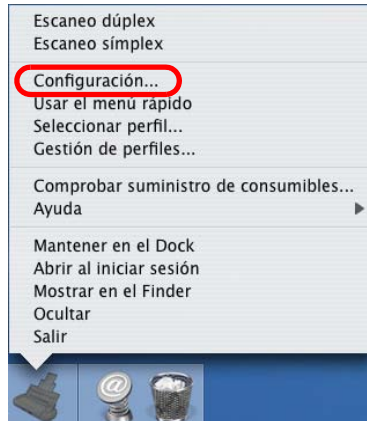 Escaneo dúplex
Escaneo símplex
Configuración...
Usar el menú rápido
Seleccionar perfil...
Gestión de perfiles...
Comprobar suministro de consumibles...
Ayuda
Mantener en el Dock
Abrir al iniciar sesión
Mostrar en el Finder
Ocultar
Salir
@